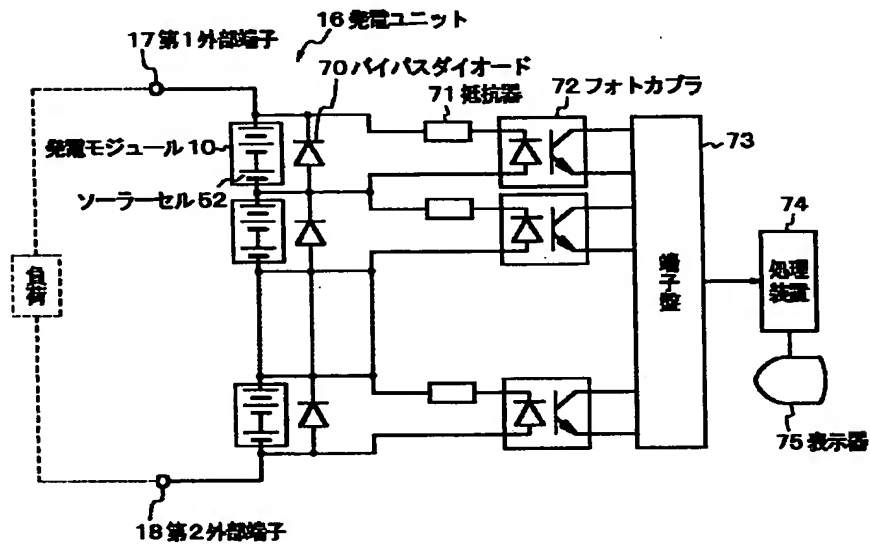 16 発電ユニット
17 第1外部端子
70 バイパスダイオード
71 抵抗器
72 フォトカプラ
73
発電モジュール 10
ソーラーセル 52
74
負荷
端子盤
処理装置
75 表示器
18 第2外部端子